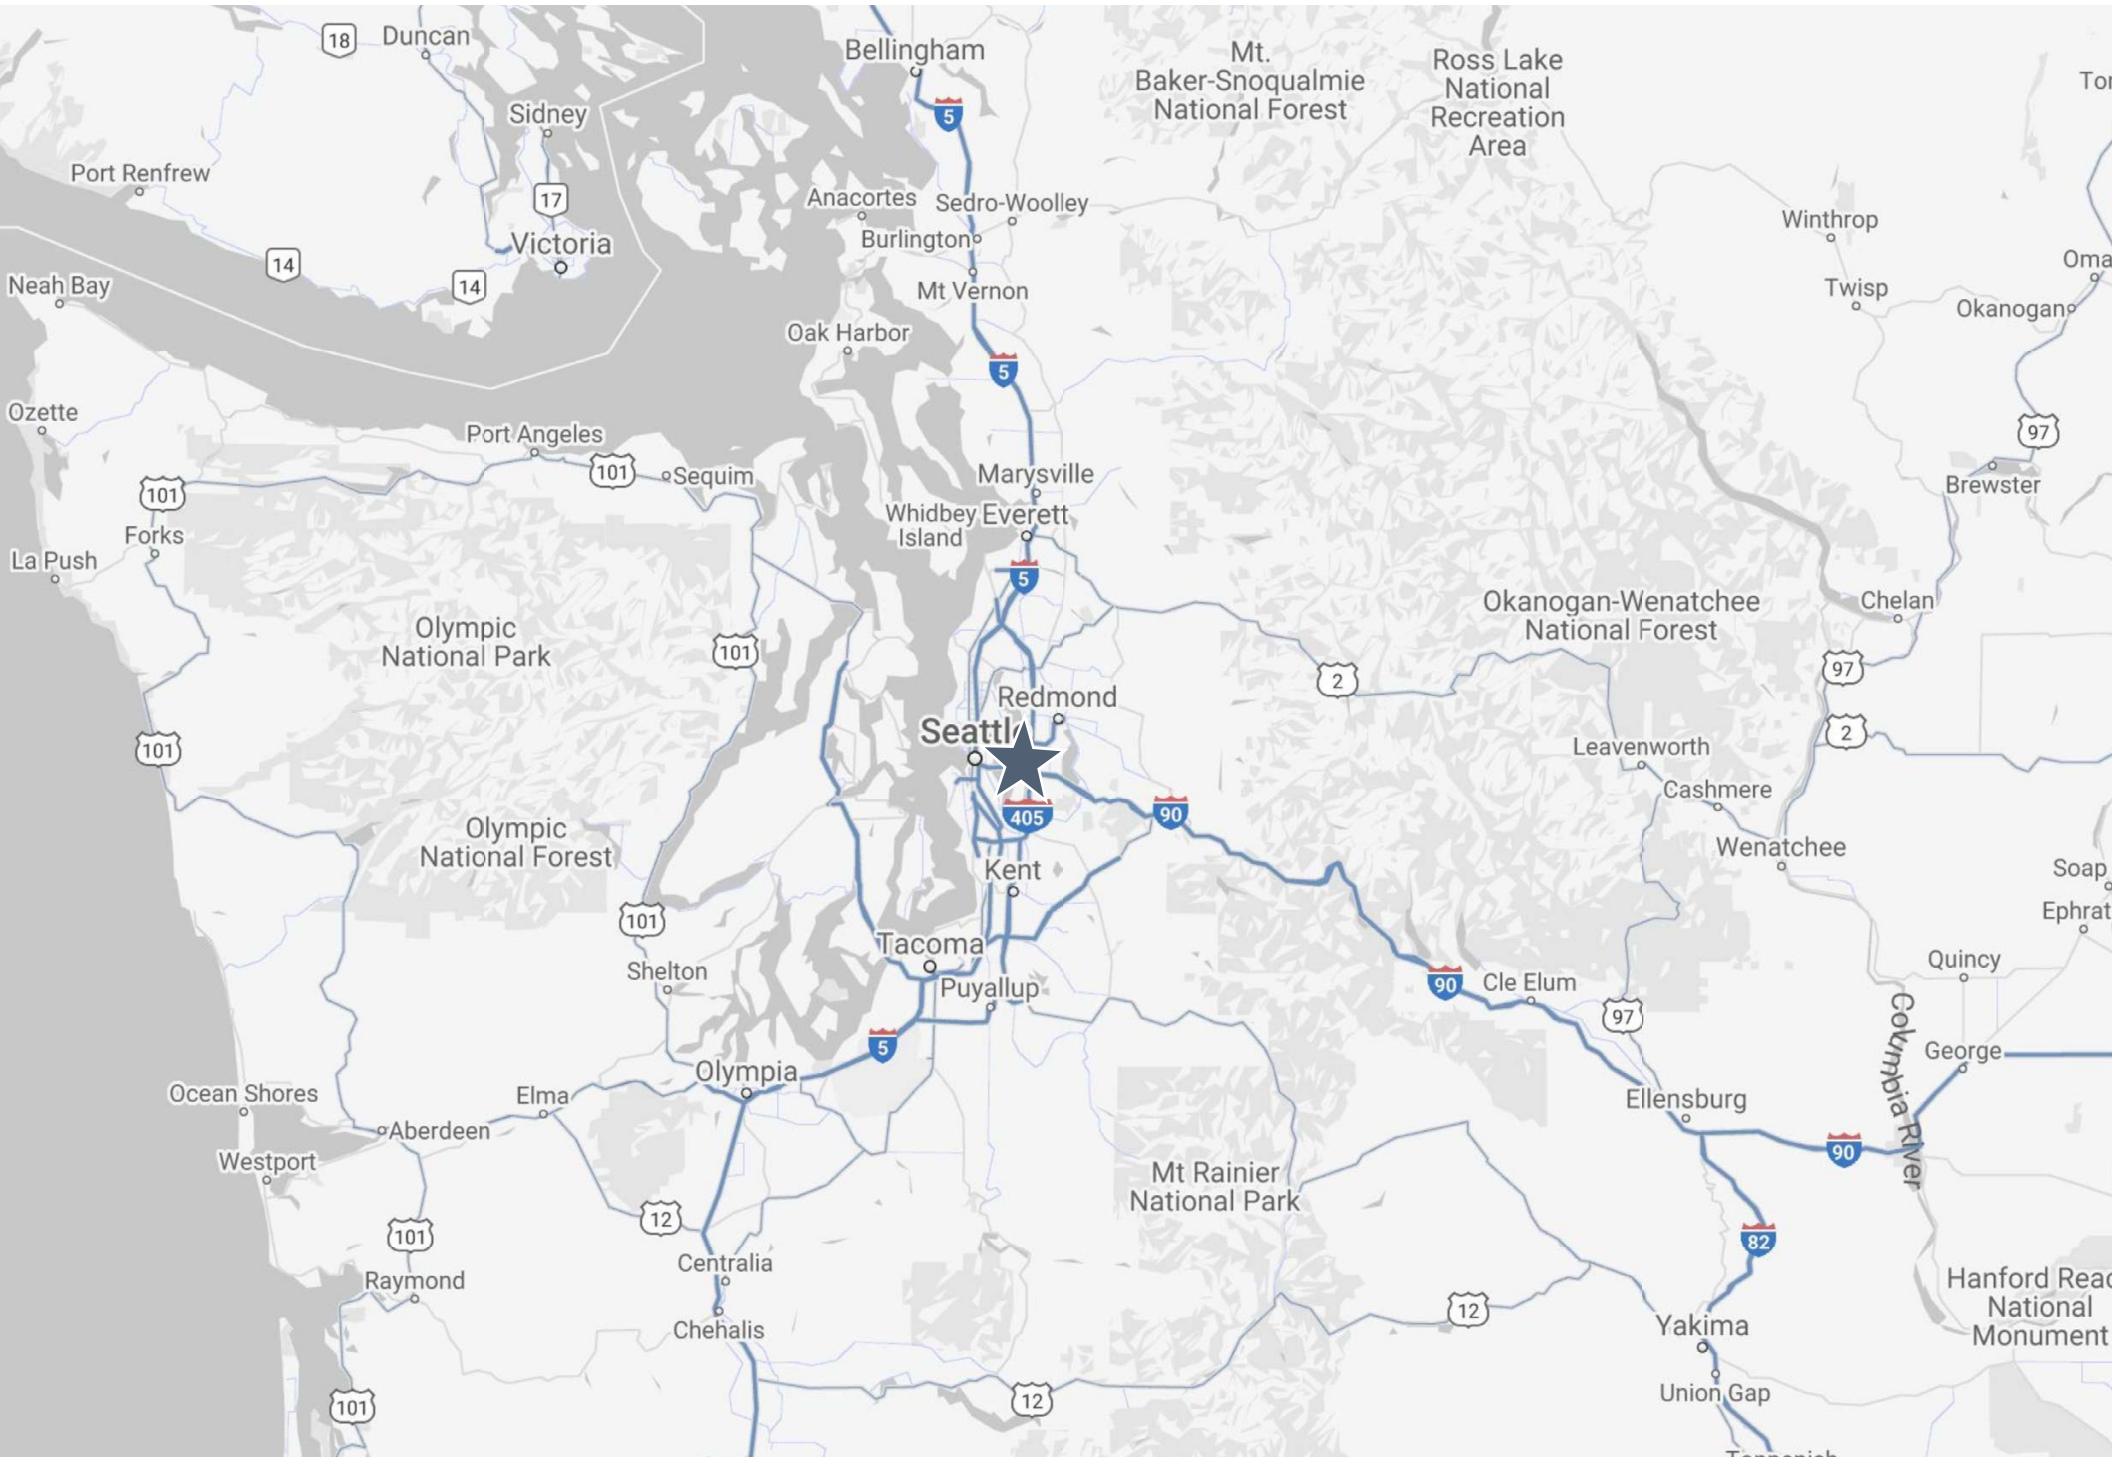 18
Duncan
Bellingham
Mt.
Baker-Snoqualmie
National Forest
Ross Lake
National
Recreation
Area
Sidney
5
Port Renfrew
17
Anacortes
Sedro-Woolley
Burlington
Winthrop
Victoria
14
14
Neah Bay
Mt Vernon
Twisp
Okanogan
Oak Harbor
5
Ozette
Port Angeles
101
Sequim
97
Marysville
Brewster
101
Forks
Whidbey
Island
Everett
La Push
5
Okanogan-Wenatchee
National Forest
Chelan
Olympic
National Park
101
97
2
Redmond
Seattl
2
101
Leavenworth
Cashmere
405
90
Olympic
National Forest
Wenatchee
Kent
Soap
Ephrat
101
Tacoma
Shelton
Puyallup
90
Cle Elum
Quincy
97
Columbia River
5
George
Olympia
Ocean Shores
Elma
Ellensburg
Aberdeen
90
Westport
Mt Rainier
National Park
12
101
82
Centralia
Raymond
Hanford Reac
National
Monument
12
Chehalis
Yakima
Union Gap
101
12